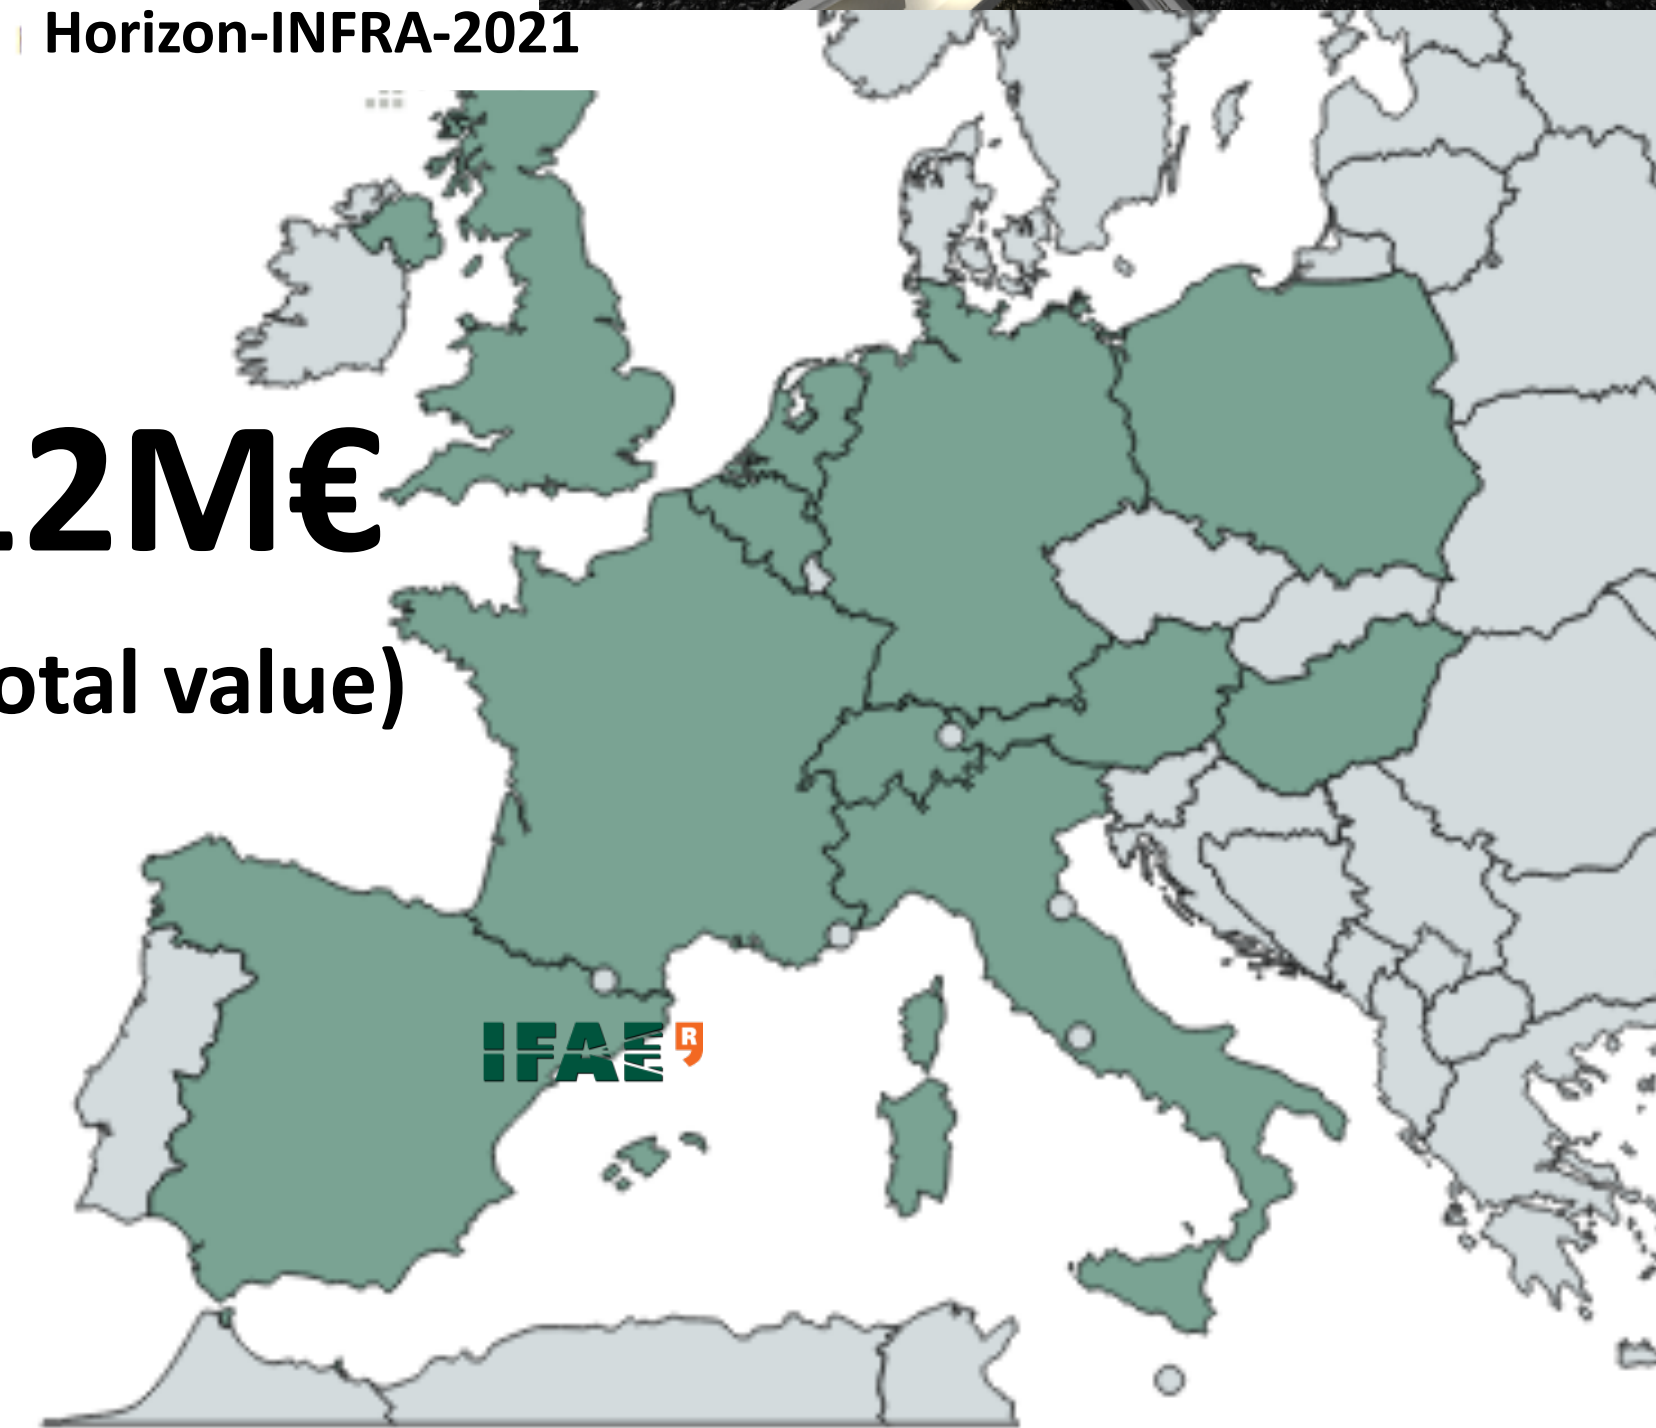 Horizon-INFRA-2021
.2M€
otal value)
IFAE
R